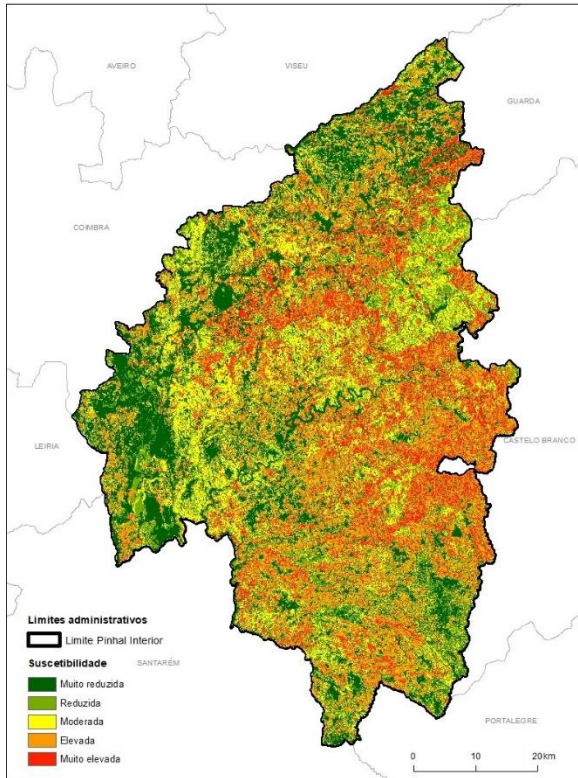 AVEIRO
VISEU
GUARDA
COIMBRA
LEIRIA
CASTELO BRANCO
Limites administrativos
Limite Pinhal Interior
Suscetibilidade
SANTARÉM
Muito reduzida
Reduzida
Moderada
Elevada
Muito elevada
PORTALEGRE
0 10 20km